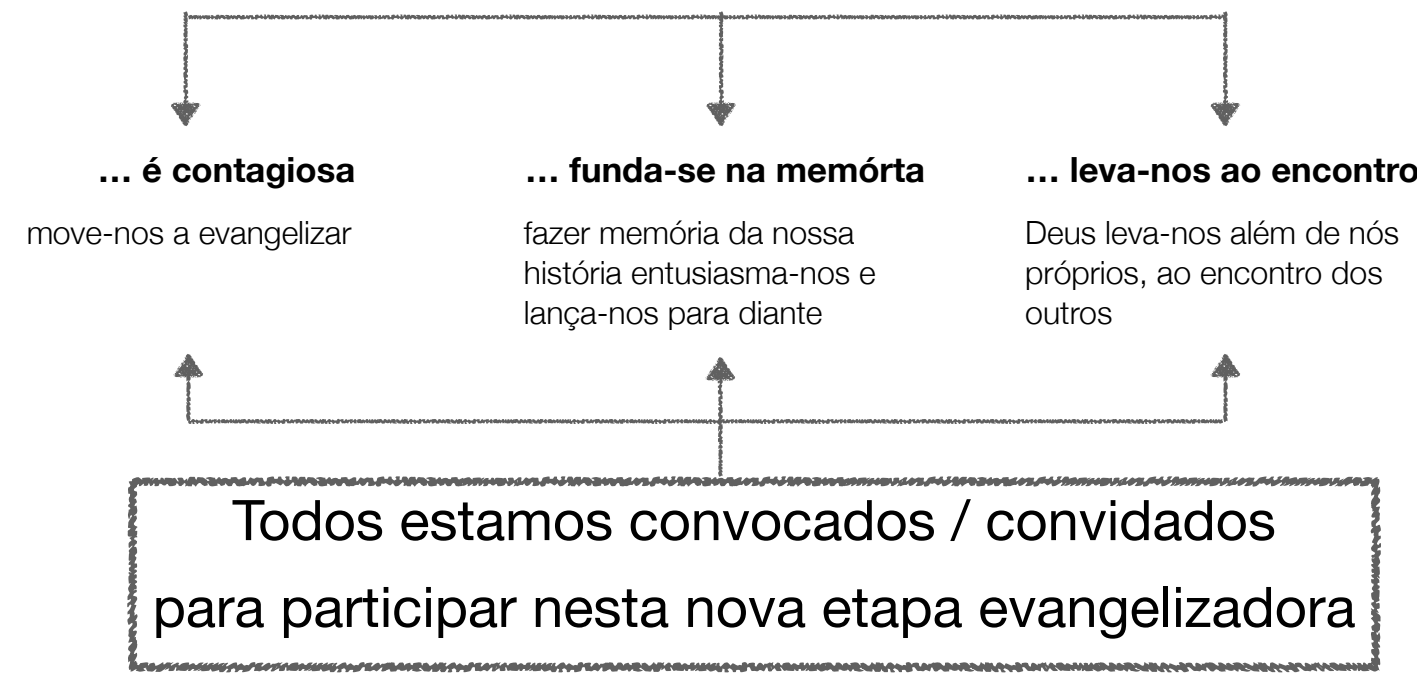 … é contagiosa
move-nos a evangelizar
… funda-se na memórta
fazer memória da nossa
história entusiasma-nos e
lança-nos para diante
… leva-nos ao encontro
Deus leva-nos além de nós
próprios, ao encontro dos
outros
Todos estamos convocados / convidados
para participar nesta nova etapa evangelizadora